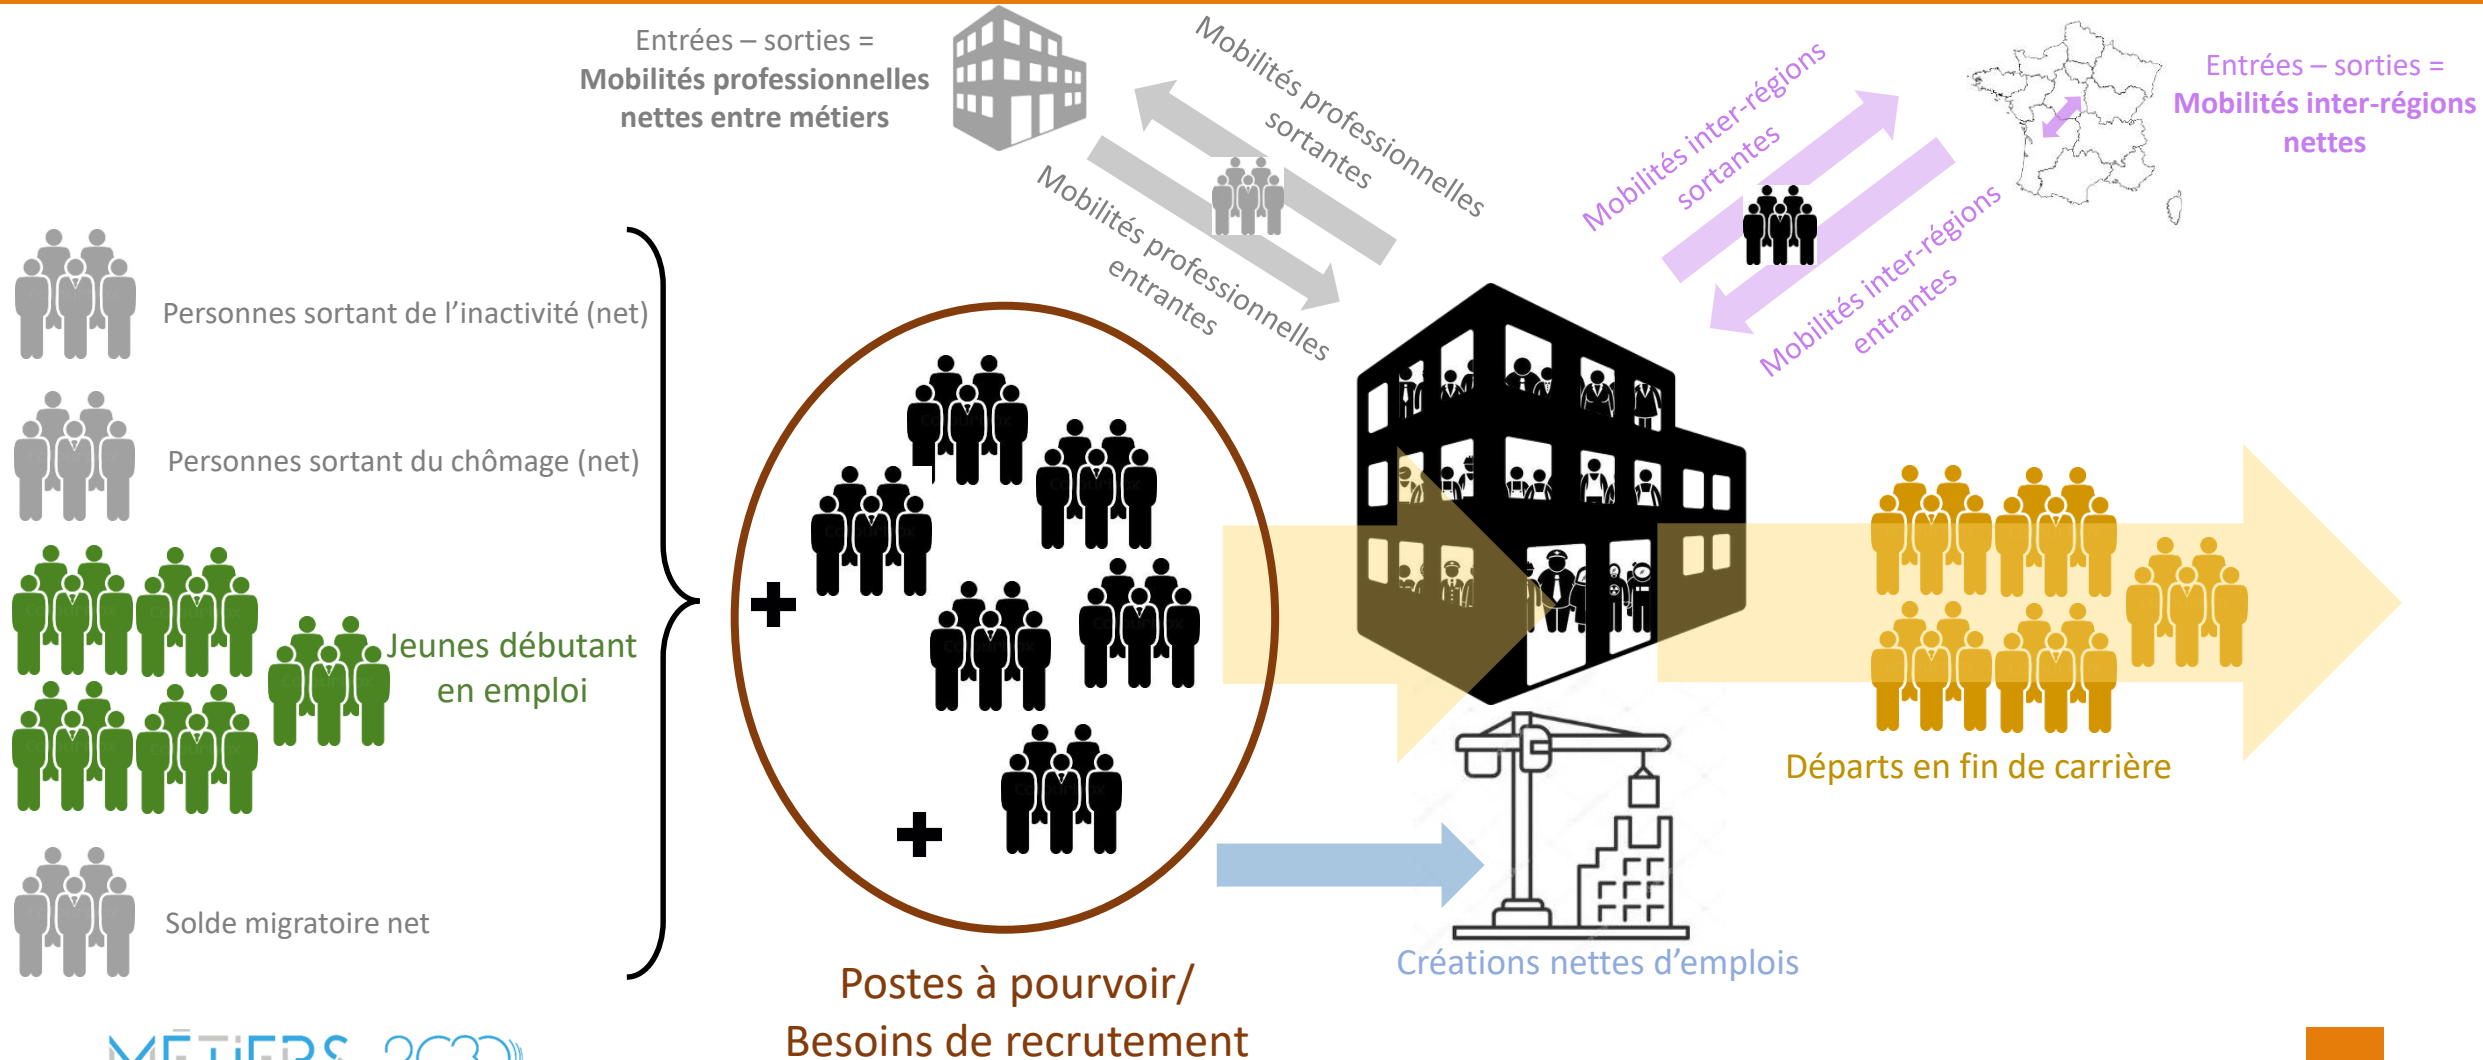 Entrées – sorties =
Mobilités professionnelles
nettes entre métiers
Mobilités professionnelles
sortantes
Mobilités professionnelles
entrantes
Mobilités inter-régions
sortantes
Mobilités inter-régions
entrantes
Entrées – sorties =
Mobilités inter-régions
nettes
Personnes sortant de l’inactivité (net)
Personnes sortant du chômage (net)
Jeunes débutant
en emploi
Solde migratoire net
Départs en fin de carrière
Créations nettes d’emplois
Postes à pourvoir/
Besoins de recrutement
MÉTIERS 2030